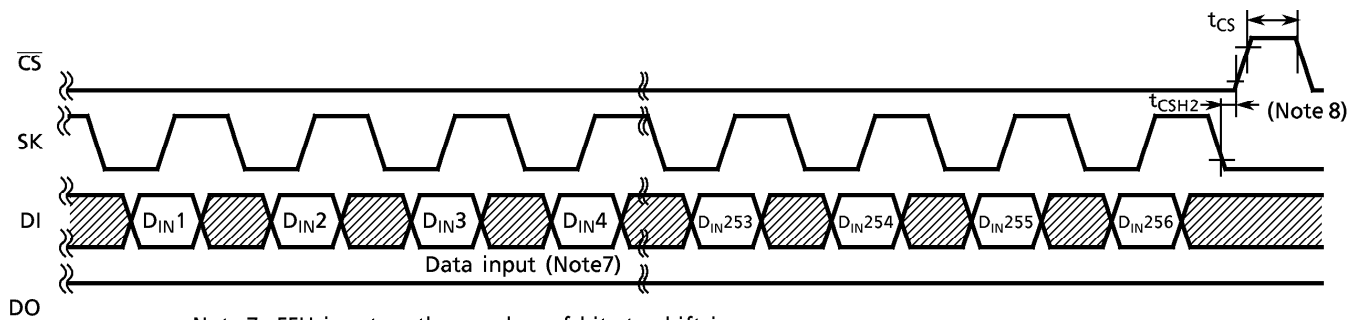 tCS
CS
tCSH2
(Note 8)
SK
DI
DIN1
DIN2
DIN3
DIN4
DIN253
DIN254
DIN255
DIN256
Data input (Note7)
DO